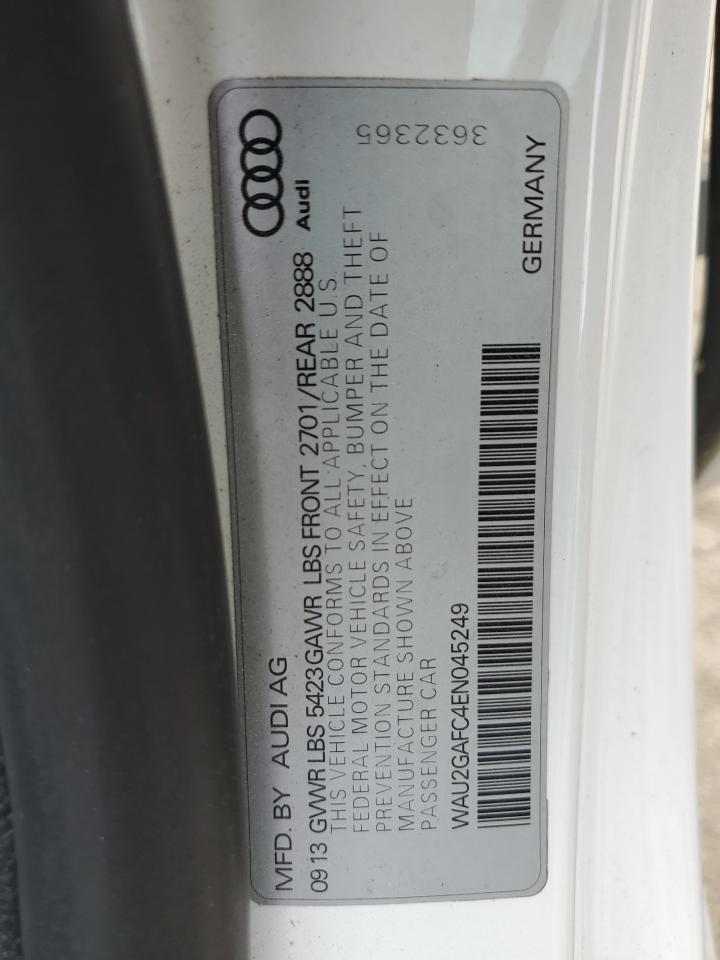 MFD. BY AUDI AG
Audi
09 13 GVWR LBS 5423 GAWR LBS FRONT 2701/REAR 2888
THIS VEHICLE CONFORMS TO ALL APPLICABLE U.S.
FEDERAL MOTOR VEHICLE SAFETY, BUMPER AND THEFT
PREVENTION STANDARDS IN EFFECT ON THE DATE OF
MANUFACTURE SHOWN ABOVE
PASSENGER CAR
WAU2GAFC4EN045249
GERMANY
3632365